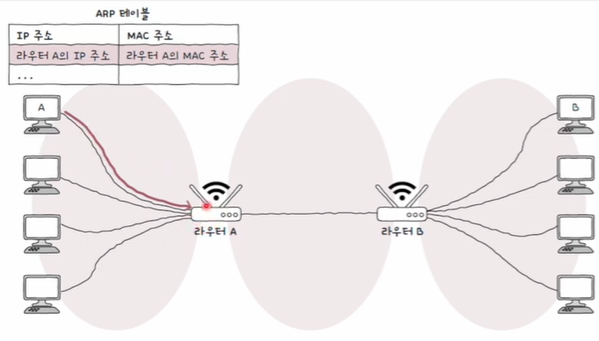 ARP 테이블
IP 주소 MAC 주소
라우터 A의 IP 주소 라우터 A의 MAC 주소
...
A
B
라우터 A
라우터 B